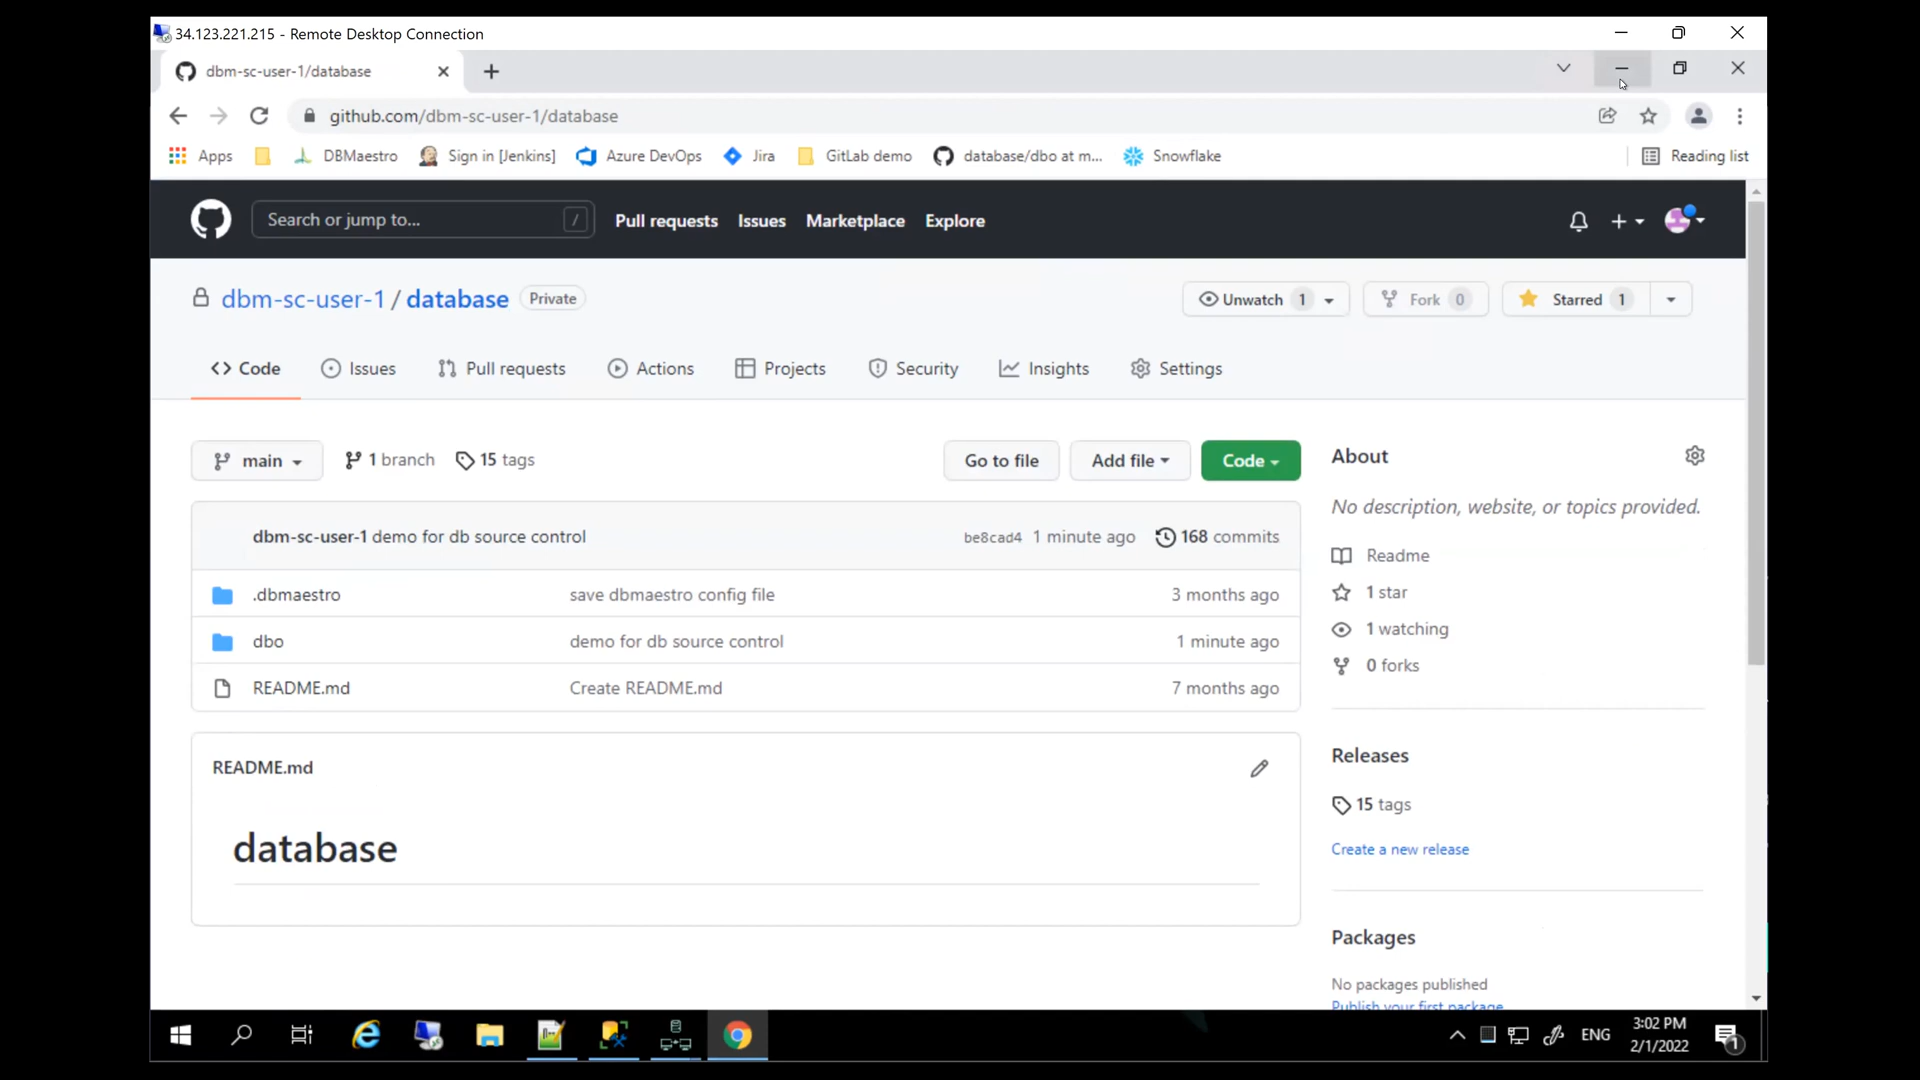 34.123.221.215 - Remote Desktop Connection
dbm-sc-user-1/database
github.com/dbm-sc-user-1/database
Apps DBMaestro Sign in [Jenkins] Azure DevOps Jira GitLab demo database/dbo at m... Snowflake Reading list
Search or jump to... / Pull requests Issues Marketplace Explore
dbm-sc-user-1 / database Private Unwatch 1 Fork 0 Starred 1
Code Issues Pull requests Actions Projects Security Insights Settings
main 1 branch 15 tags Go to file Add file Code
dbm-sc-user-1 demo for db source control be8cad4 1 minute ago 168 commits
.dbmaestro save dbmaestro config file 3 months ago
dbo demo for db source control 1 minute ago
README.md Create README.md 7 months ago
README.md
database
About
No description, website, or topics provided.
Readme
1 star
1 watching
0 forks
Releases
15 tags
Create a new release
Packages
No packages published
Publish your first package
ENG
3:02 PM
2/1/2022
1